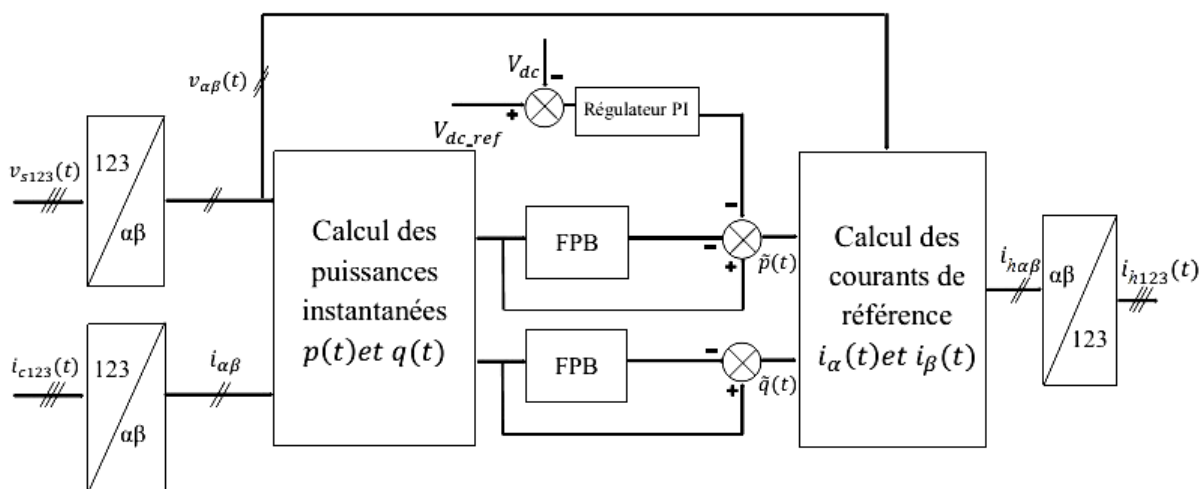 V_{dc}
v_{αβ}(t)
Régulateur PI
V_{dc_ref}
123
v_{s123}(t)
αβ
Calcul des
puissances
instantanées
p(t)et q(t)
FPB
p̃(t)
Calcul des
courants de
référence
i_α(t)et i_β(t)
i_{hαβ}
αβ
123
i_{h123}(t)
i_{c123}(t)
123
αβ
i_{αβ}
FPB
q̃(t)